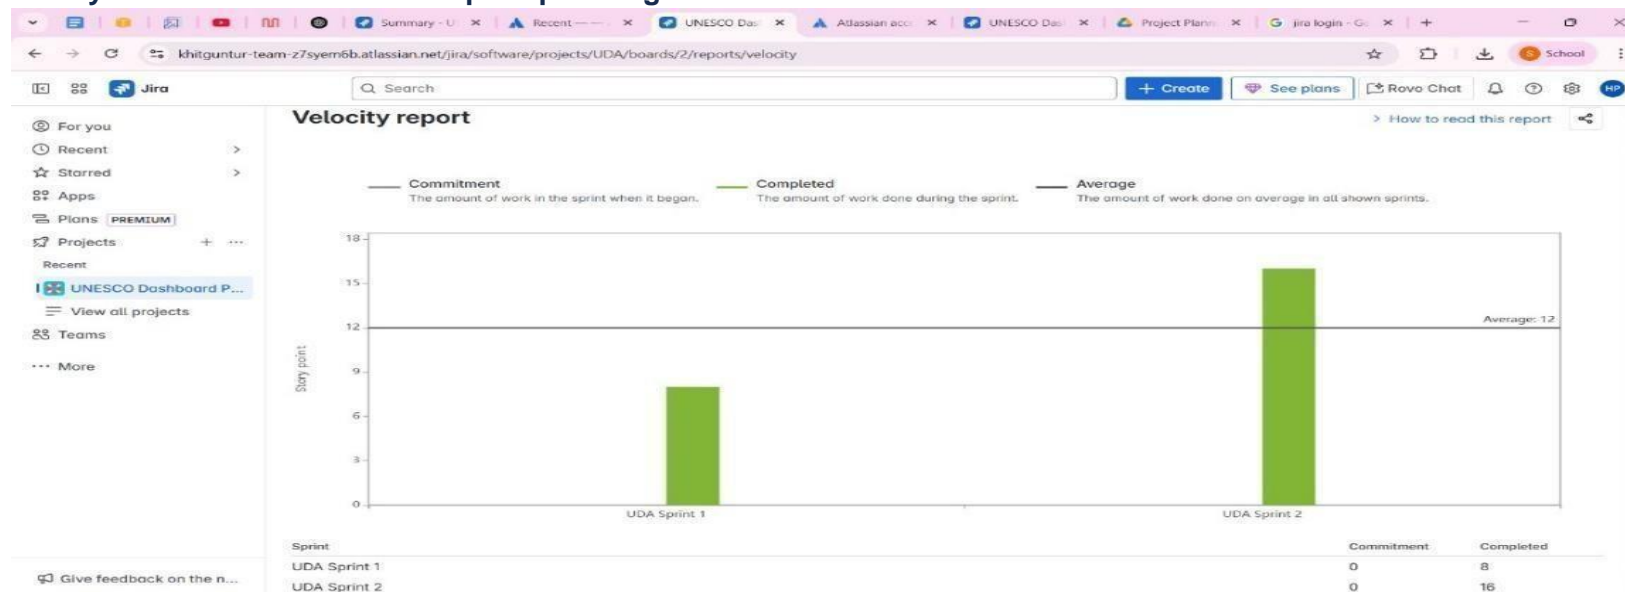 Summary - U
Recent — — .
UNESCO Das
Atlassian acc
UNESCO Das
Project Plann
jira login - G
khitguntur-team-z7syem6b.atlassian.net/jira/software/projects/UDA/boards/2/reports/velocity
S School
Jira
Search
+ Create
See plans
Rovo Chat
HP
For you
Recent
Starred
Apps
Plans PREMIUM
Projects
Recent
UNESCO Dashboard P...
View all projects
Teams
More
Give feedback on the n...
Velocity report
How to read this report
Commitment
The amount of work in the sprint when it began.
Completed
The amount of work done during the sprint.
Average
The amount of work done on average in all shown sprints.
18
15
12
9
6
3
0
Story point
Average: 12
UDA Sprint 1
UDA Sprint 2
Sprint Commitment Completed
UDA Sprint 1 0 8
UDA Sprint 2 0 16